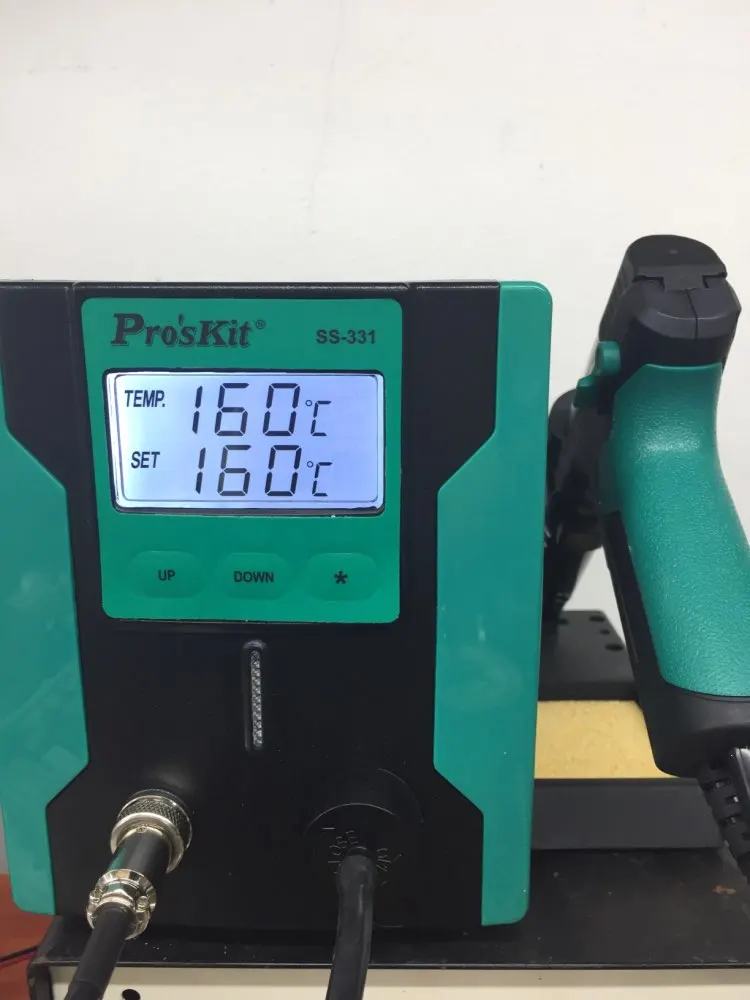 Pro'sKit®
SS-331
TEMP. 160°C
SET 160°C
UP DOWN *